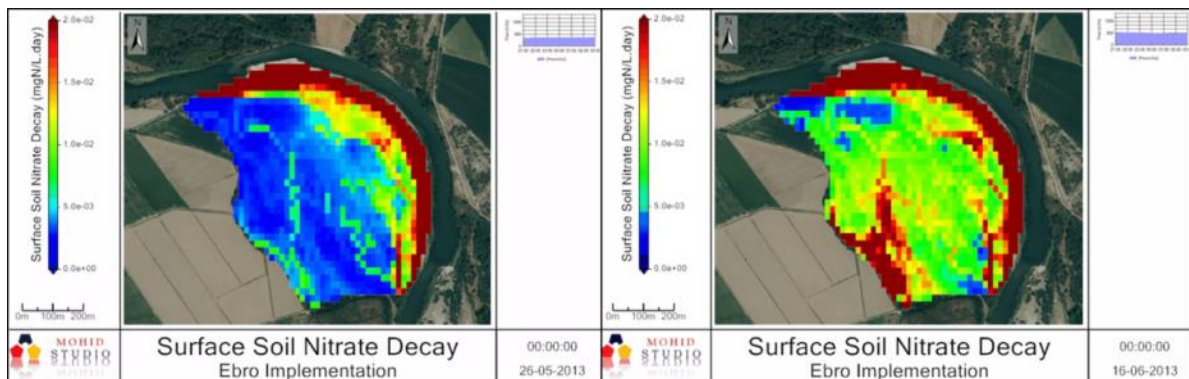 Surface Soil Nitrate Decay (mgN/L.day)
2.0e-02
1.5e-02
1.0e-02
5.0e-03
0.0e+00
0m 100m 200m
N
MOHID
STUDIO
Surface Soil Nitrate Decay
Ebro Implementation
00:00:00
26-05-2013
Surface Soil Nitrate Decay (mgN/L.day)
2.0e-02
1.5e-02
1.0e-02
5.0e-03
0.0e+00
0m 100m 200m
N
MOHID
STUDIO
Surface Soil Nitrate Decay
Ebro Implementation
00:00:00
16-06-2013